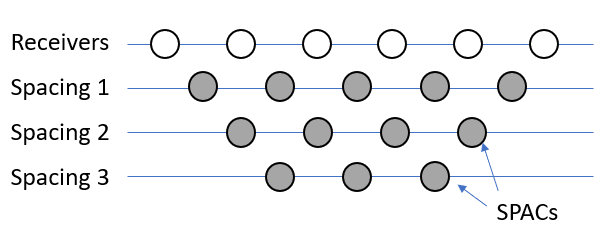 Receivers
Spacing 1
Spacing 2
Spacing 3
SPACs